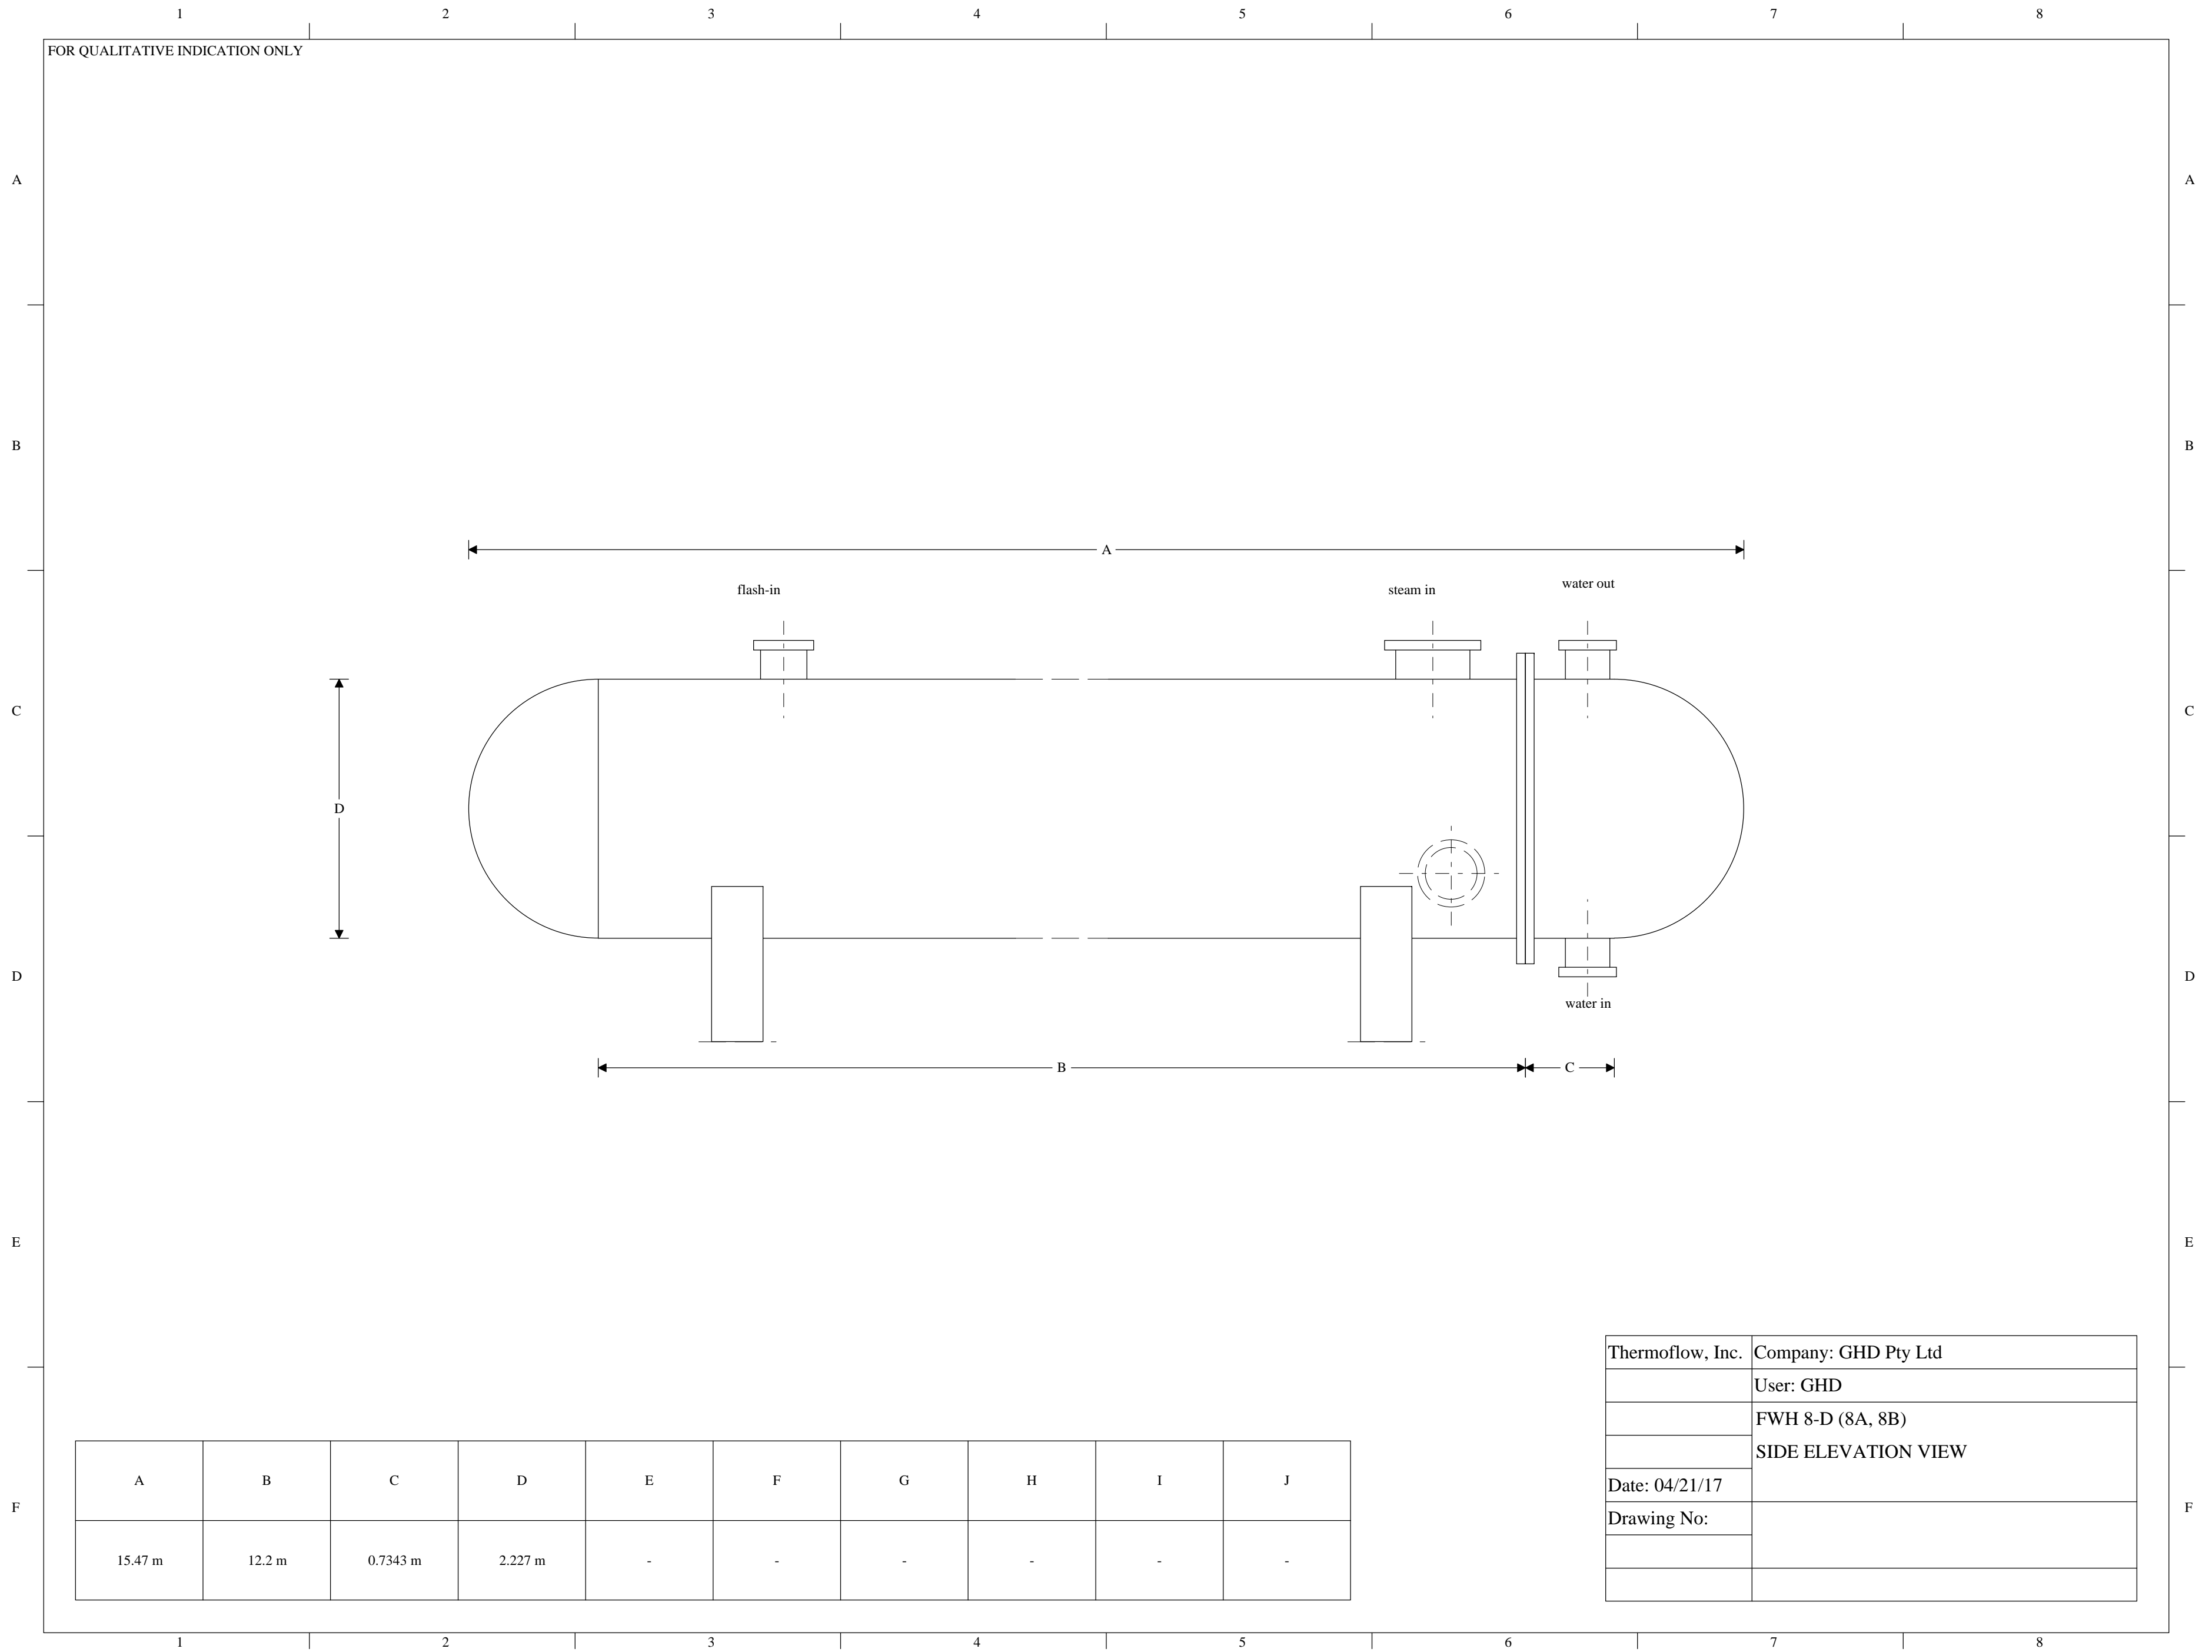 1 2 3 4 5 6 7 8
FOR QUALITATIVE INDICATION ONLY
A A
B B
A
flash-in steam in water out
C C
D
D D
water in
B C
E E
Thermoflow, Inc. Company: GHD Pty Ltd
User: GHD
FWH 8-D (8A, 8B)
SIDE ELEVATION VIEW
Date: 04/21/17
Drawing No:
A B C D E F G H I J
F F
15.47 m 12.2 m 0.7343 m 2.227 m - - - - - -
1 2 3 4 5 6 7 8